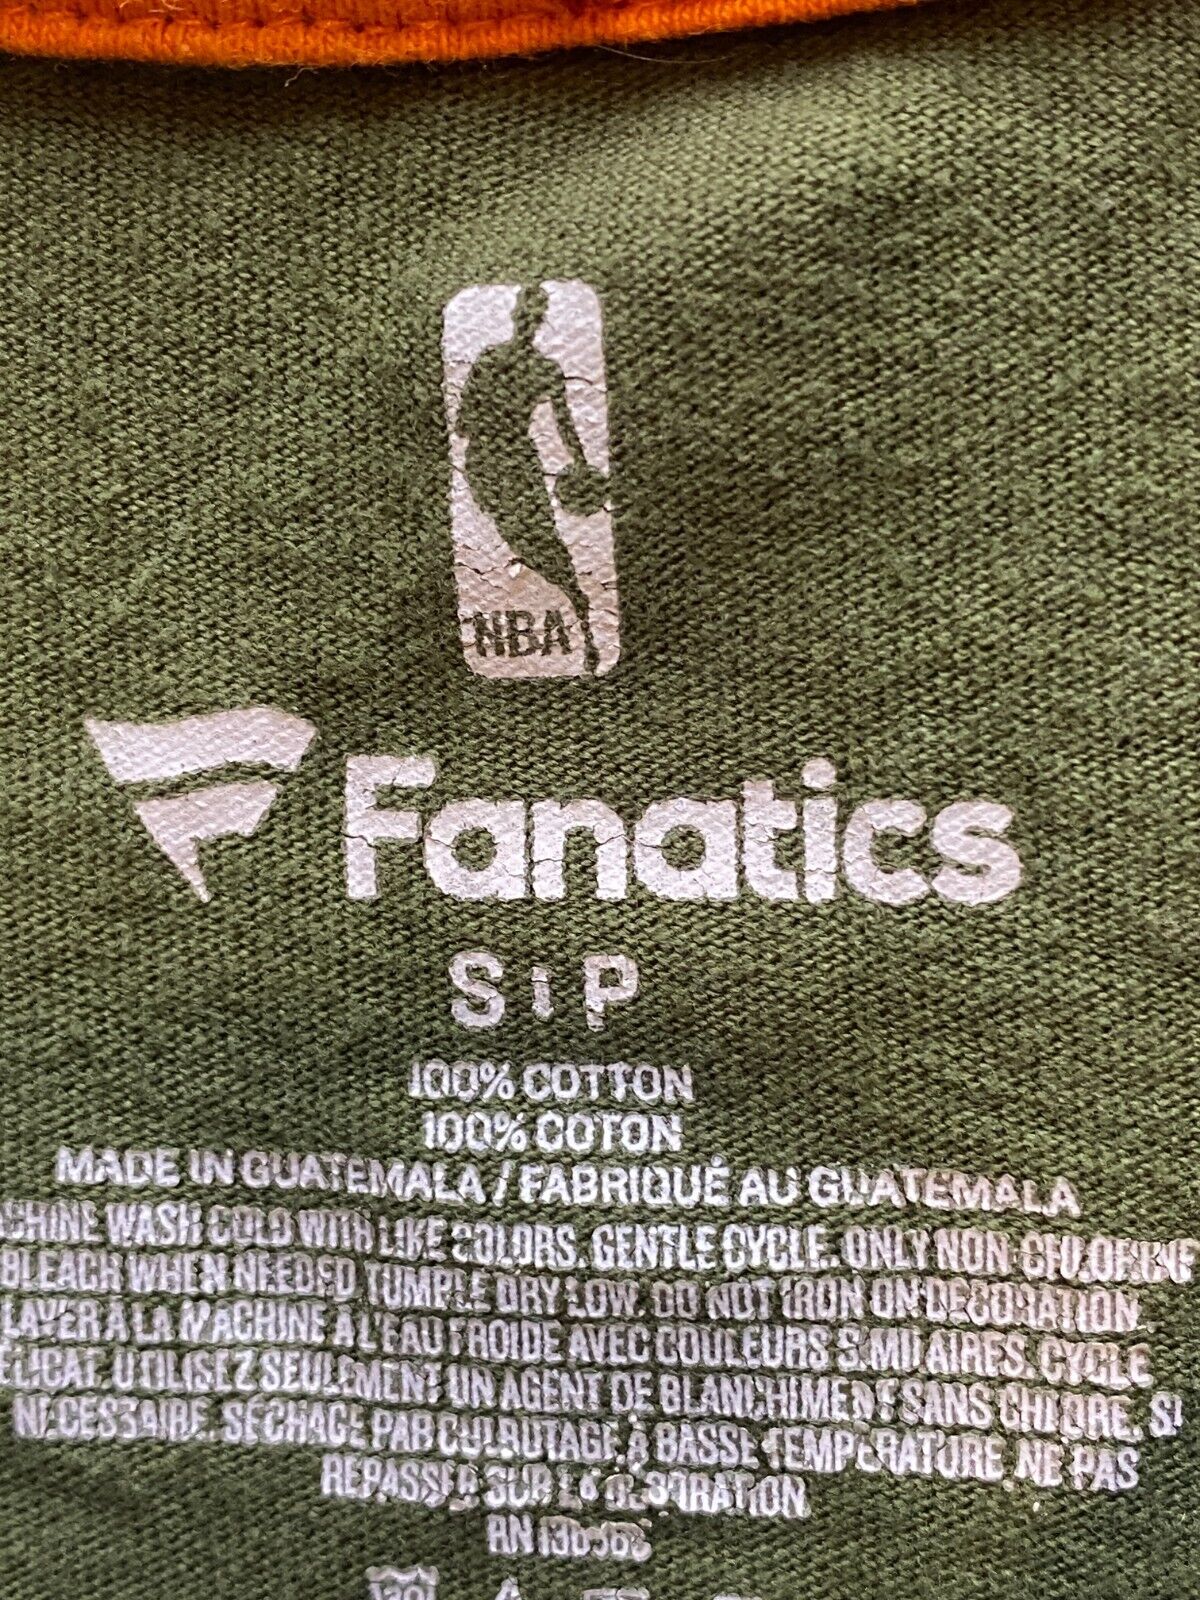 NBA
Fanatics
S | P
100% COTTON
100% COTON
MADE IN GUATEMALA / FABRIQUÉ AU GUATEMALA
WASH COLD WITH LIKE COLORS. GENTLE CYCLE. ONLY NON CHLORINE
BLEACH WHEN NEEDED TUMBLE DRY LOW. DO NOT IRON ON DECORATION
LAVER À LA MACHINE À L'EAU FROIDE AVEC COULEURS SIMILAIRES. CYCLE
UTILISEZ SEULEMENT UN AGENT DE BLANCHIMENT SANS CHLORE, SI
NÉCESSAIRE. SÉCHAGE PAR CULBUTAGE À BASSE TEMPÉRATURE. NE PAS
REPASSER SUR LA DÉCORATION
RN